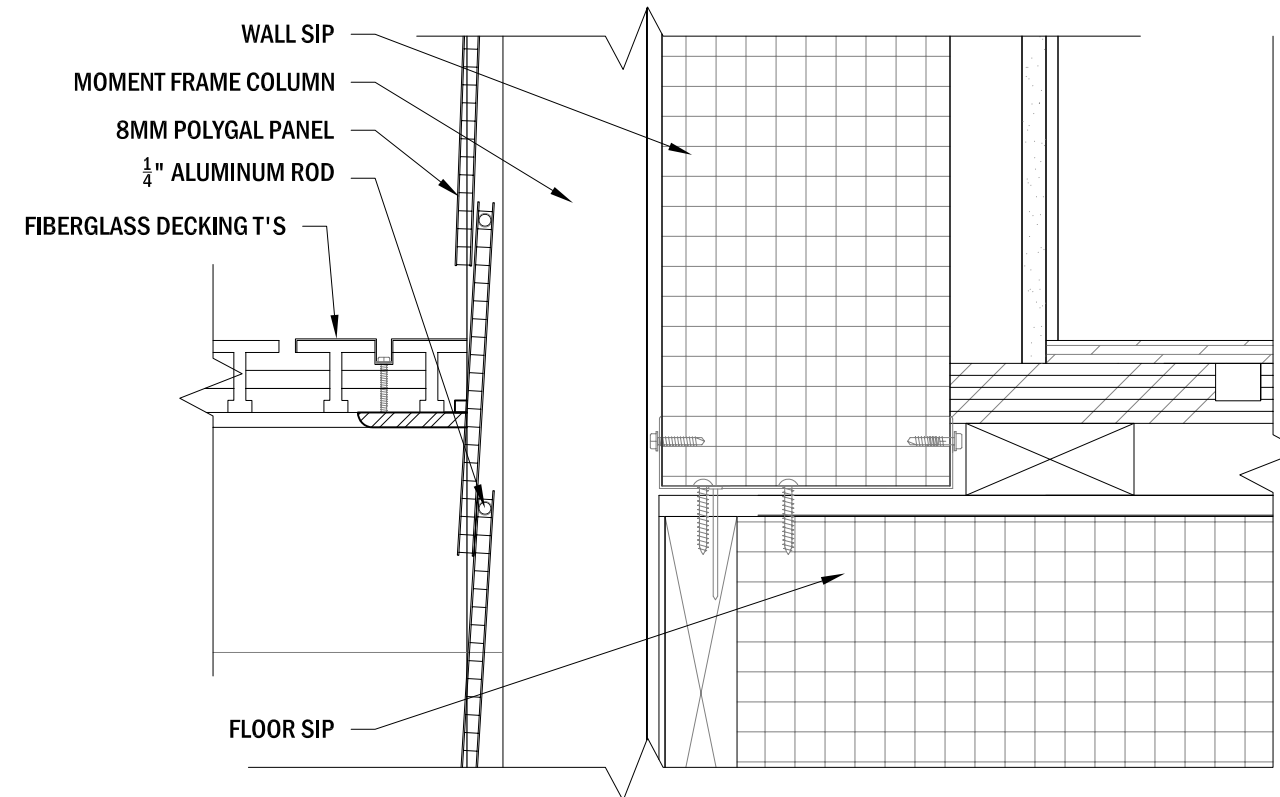 WALL SIP
MOMENT FRAME COLUMN
8MM POLYGAL PANEL
1/4" ALUMINUM ROD
FIBERGLASS DECKING T'S
FLOOR SIP